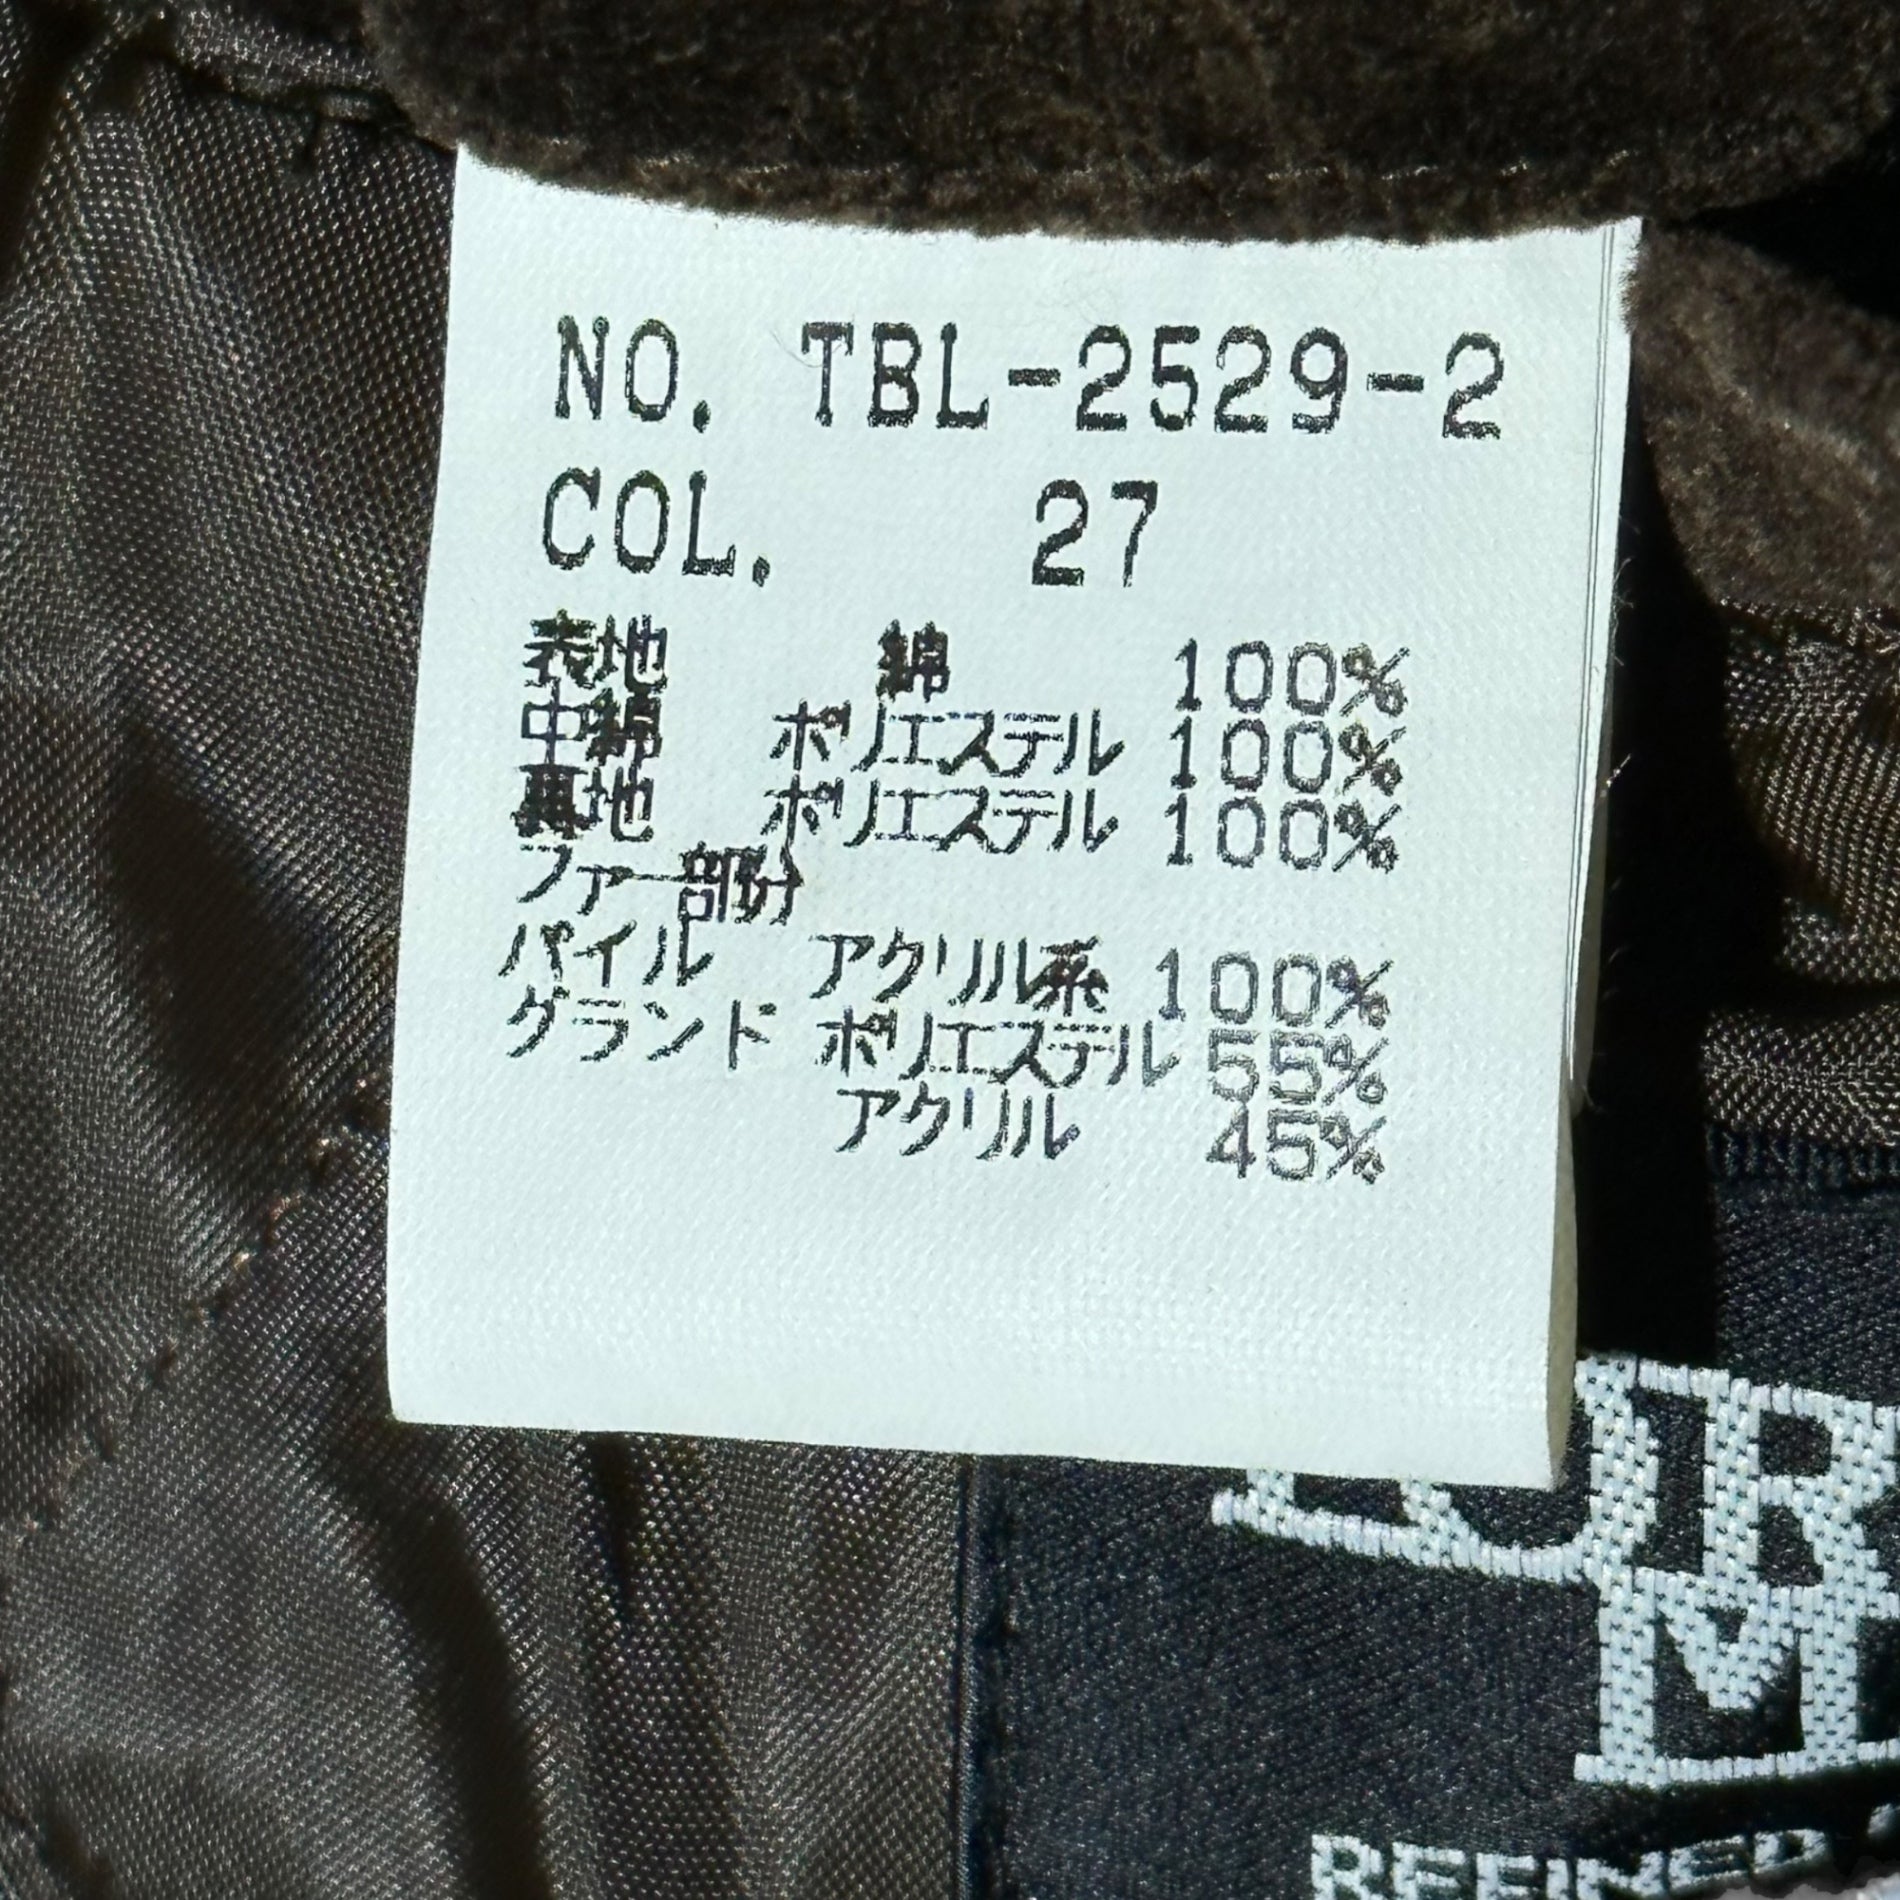 NO. TBL-2529-2
COL. 27
表地 綿 100%
中綿 ポリエステル 100%
裏地 ポリエステル 100%
ファー部分
パイル アクリル系 100%
グランド ポリエステル 55%
アクリル 45%
REFINED